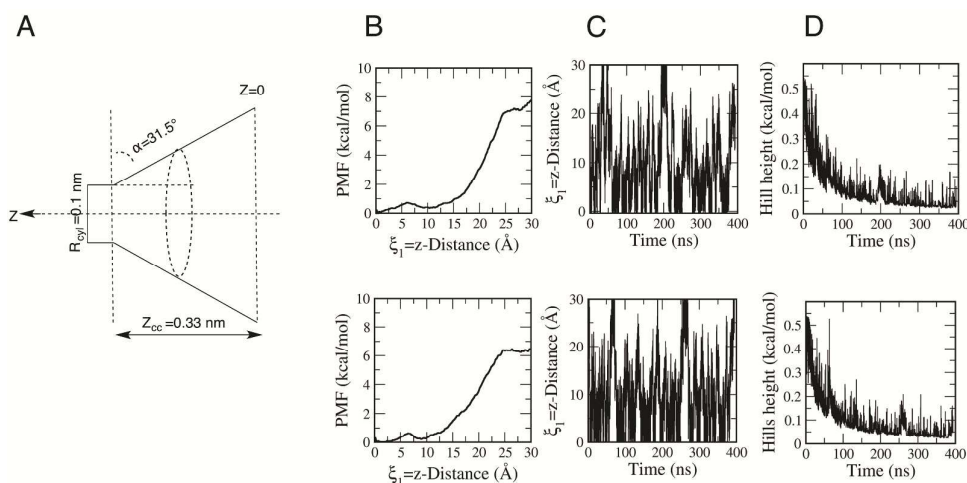 A
Z=0
α=31.5°
Z
R_cyl=0.1 nm
Z_cc =0.33 nm
B
10
8
6
4
2
0
PMF (kcal/mol)
0 5 10 15 20 25 30
ξ₁=z-Distance (Å)
C
30
20
10
0
ξ₁=z-Distance (Å)
0 100 200 300 400
Time (ns)
D
0.6
0.5
0.4
0.3
0.2
0.1
0
Hill height (kcal/mol)
0 100 200 300 400
Time (ns)
10
8
6
4
2
0
PMF (kcal/mol)
0 5 10 15 20 25 30
ξ₁=z-Distance (Å)
30
20
10
0
ξ₁=z-Distance (Å)
0 100 200 300 400
Time (ns)
0.6
0.5
0.4
0.3
0.2
0.1
0
Hills height (kcal/mol)
0 100 200 300 400
Time (ns)